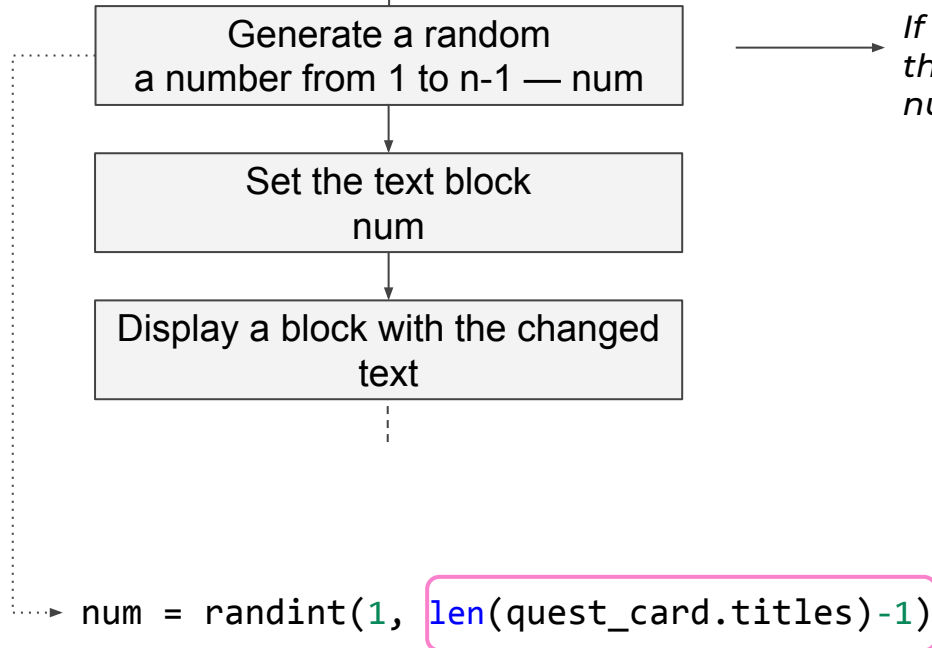 Generate a random
a number from 1 to n-1 — num
If
Set the text block
num
Display a block with the changed
text
num = randint(1, len(quest_card.titles)-1)